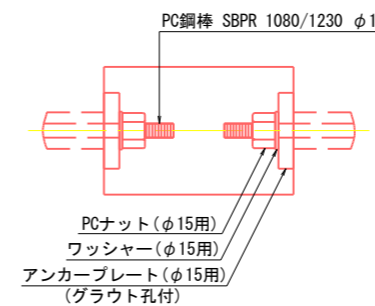 PC鋼棒 SBPR 1080/1230 φ1
PCナット(φ15用)
ワッシャー(φ15用)
アンカープレート(φ15用)
(グラウト孔付)